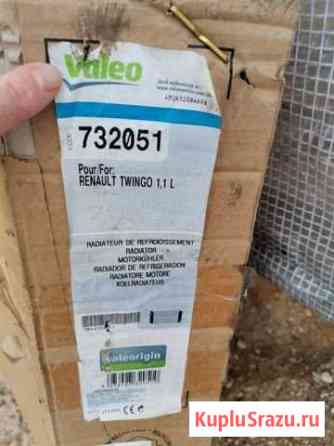 Valeo
732051
Pour/For:
RENAULT TWINGO 1,1 L
RADIATEUR DE REFROIDISSEMENT
RADIATOR
MOTORKÜHLER
RADIADOR DE REFRIGERACION
RADIATORE MOTORE
KOELRADIATEUR
valeorigin
CE
KupluSrazu.ru